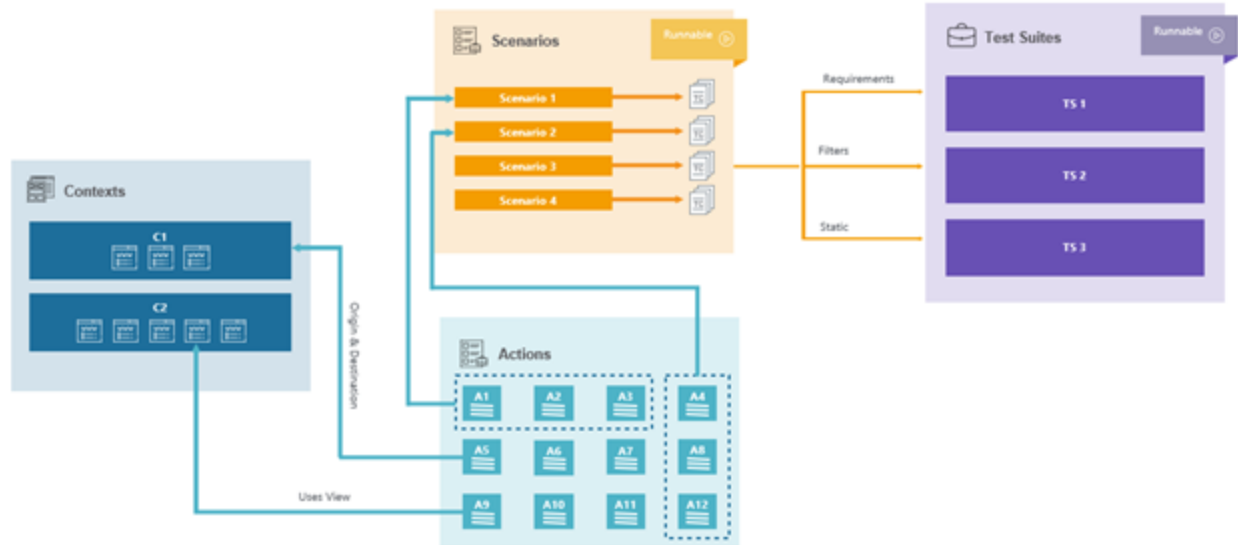 Scenarios
Runnable
Scenario 1
Scenario 2
Scenario 3
Scenario 4
Requirements
Filters
Static
Test Suites
Runnable
TS 1
TS 2
TS 3
Contexts
C1
C2
Origin & Destination
Uses View
Actions
A1 A2 A3 A4
A5 A6 A7 A8
A9 A10 A11 A12